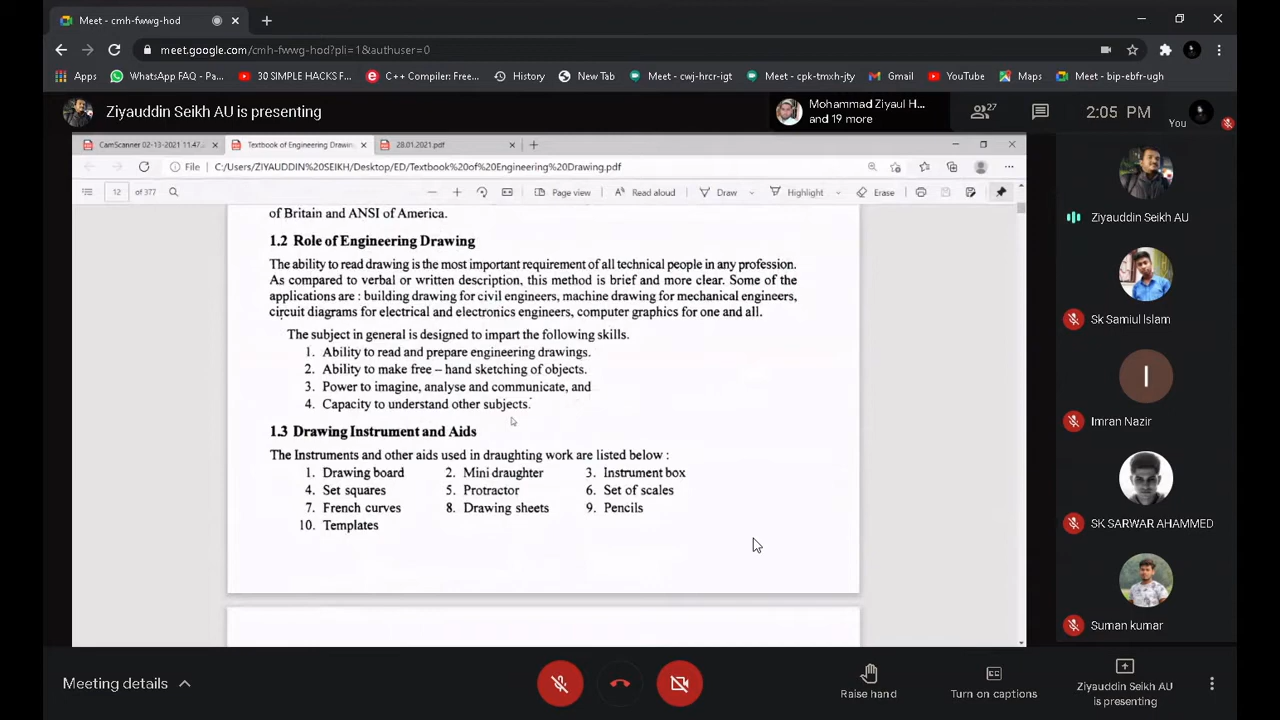 Meet - cmh-fwwg-hod
meet.google.com/cmh-fwwg-hod?pli=1&authuser=0
Apps WhatsApp FAQ - Pa... 30 SIMPLE HACKS F... C++ Compiler: Free... History New Tab Meet - cwj-hrcr-igt Meet - cpk-tmxh-jty Gmail YouTube Maps Meet - bip-ebfr-ugh
Ziyauddin Seikh AU is presenting
Mohammad Ziyaul H...
and 19 more
27
2:05 PM
You
CamScanner 02-13-2021 11.47... Textbook of Engineering Drawing 28.01.2021.pdf
File C:/Users/ZIYAUDDIN%20SEIKH/Desktop/ED/Textbook%20of%20Engineering%20Drawing.pdf
12 of 377 Page view Read aloud Draw Highlight Erase
of Britain and ANSI of America.
1.2 Role of Engineering Drawing
The ability to read drawing is the most important requirement of all technical people in any profession.
As compared to verbal or written description, this method is brief and more clear. Some of the
applications are : building drawing for civil engineers, machine drawing for mechanical engineers,
circuit diagrams for electrical and electronics engineers, computer graphics for one and all.
The subject in general is designed to impart the following skills.
1. Ability to read and prepare engineering drawings.
2. Ability to make free – hand sketching of objects.
3. Power to imagine, analyse and communicate, and
4. Capacity to understand other subjects.
1.3 Drawing Instrument and Aids
The Instruments and other aids used in draughting work are listed below :
1. Drawing board 2. Mini draughter 3. Instrument box
4. Set squares 5. Protractor 6. Set of scales
7. French curves 8. Drawing sheets 9. Pencils
10. Templates
Ziyauddin Seikh AU
Sk Samiul Islam
I
Imran Nazir
SK SARWAR AHAMMED
Suman kumar
Meeting details
Raise hand
Turn on captions
Ziyauddin Seikh AU
is presenting